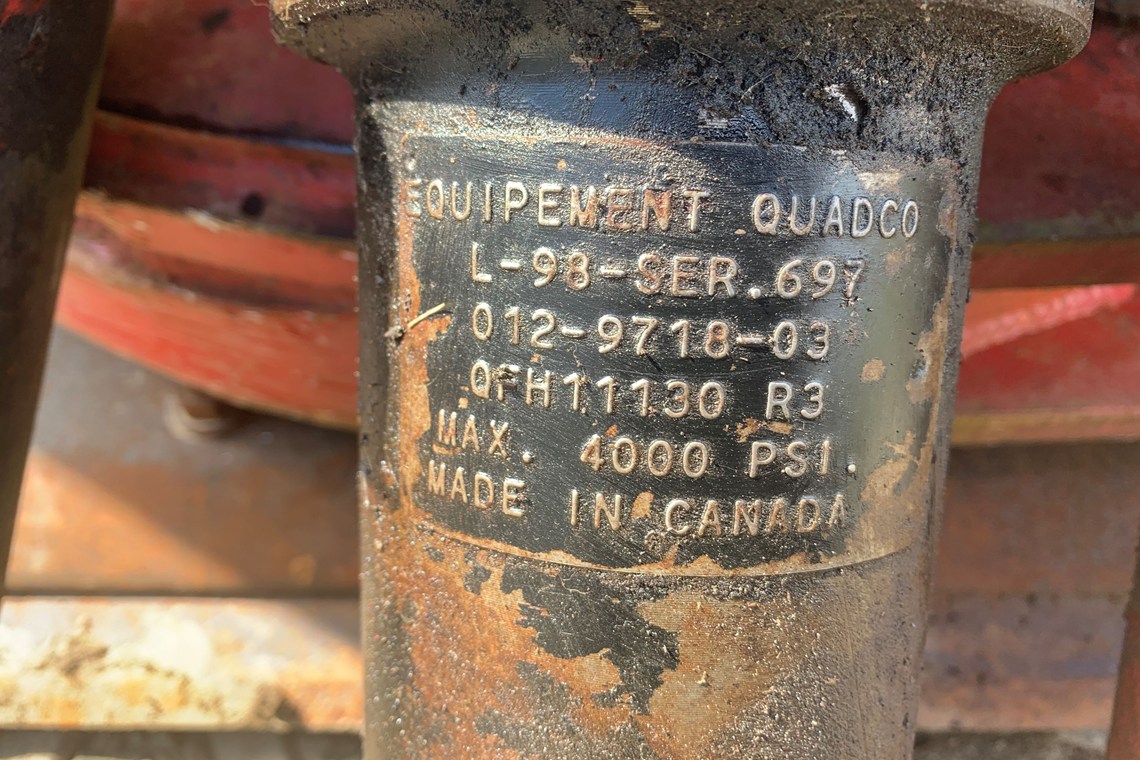 EQUIPEMENT QUADCO
L-98-SER.697
012-9718-03
QFH11130 R3
MAX. 4000 PSI.
MADE IN CANADA